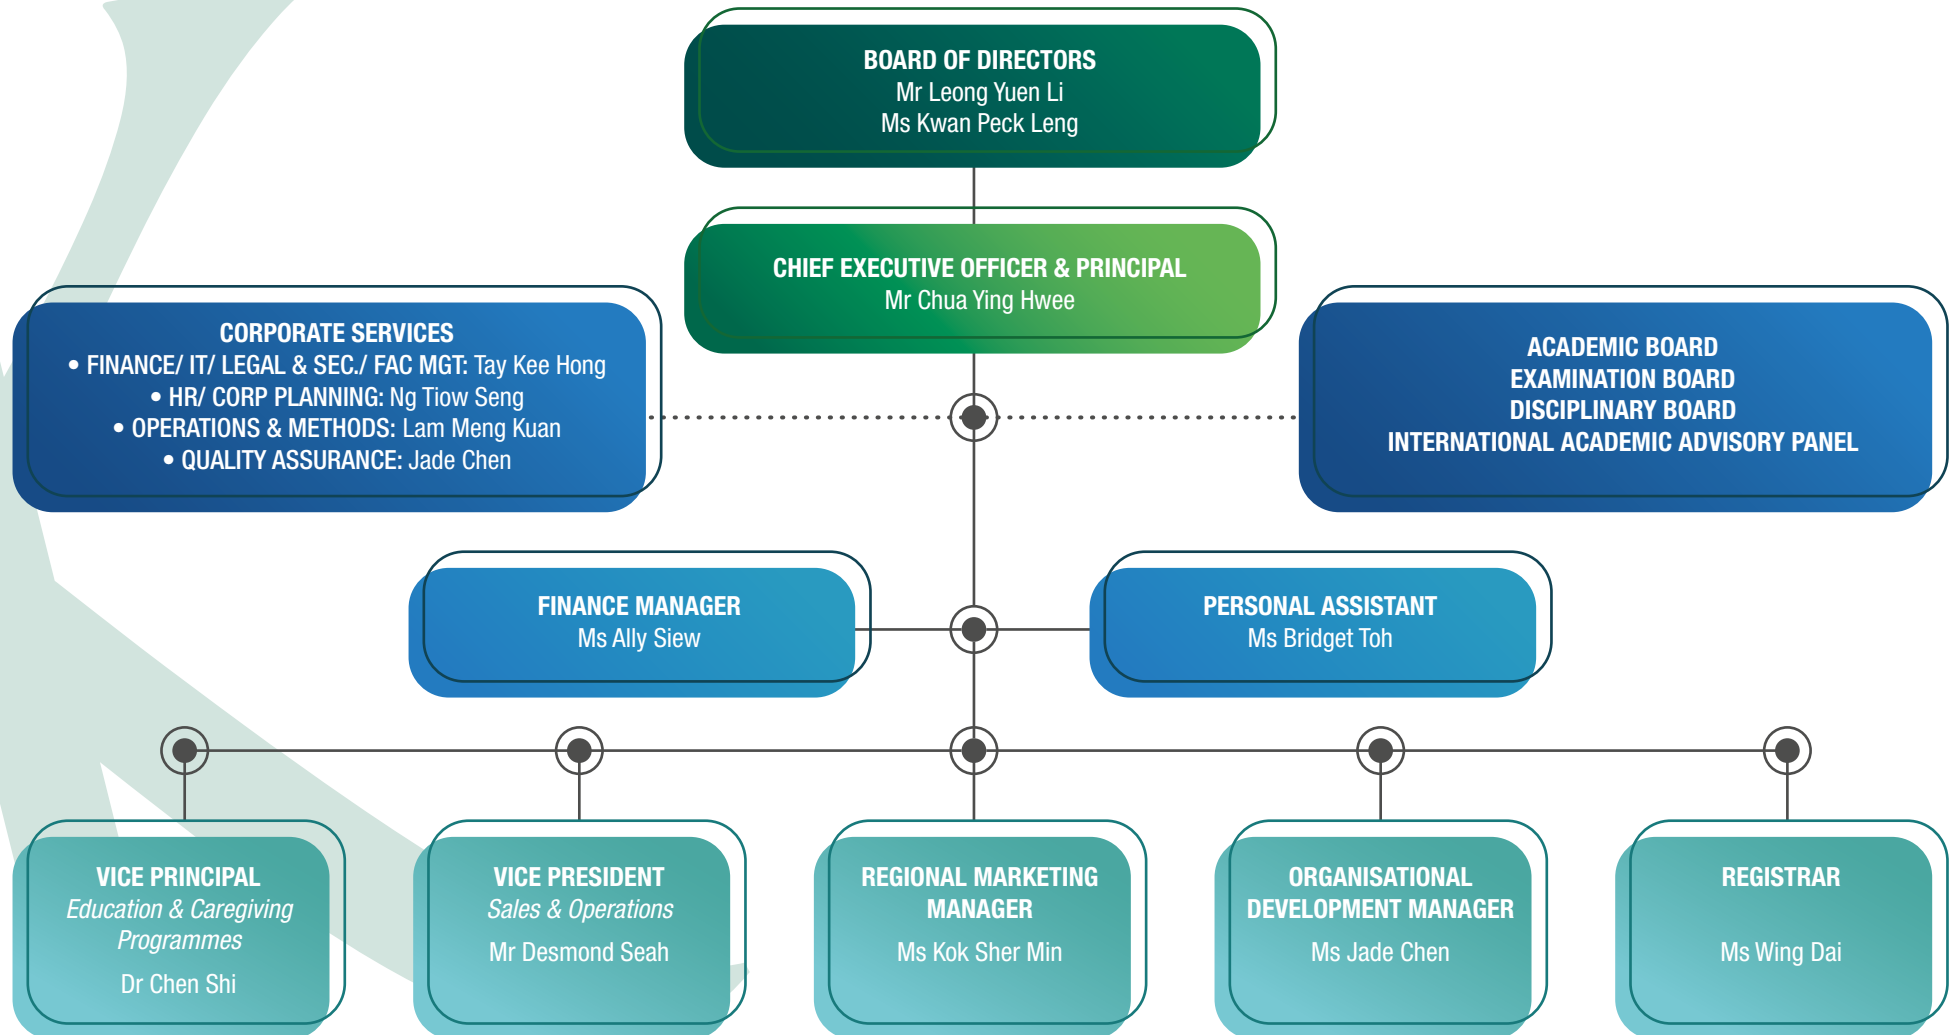 BOARD OF DIRECTORS
Mr Leong Yuen Li
Ms Kwan Peck Leng
CHIEF EXECUTIVE OFFICER & PRINCIPAL
Mr Chua Ying Hwee
CORPORATE SERVICES
• FINANCE/ IT/ LEGAL & SEC./ FAC MGT: Tay Kee Hong
• HR/ CORP PLANNING: Ng Tiow Seng
• OPERATIONS & METHODS: Lam Meng Kuan
• QUALITY ASSURANCE: Jade Chen
ACADEMIC BOARD
EXAMINATION BOARD
DISCIPLINARY BOARD
INTERNATIONAL ACADEMIC ADVISORY PANEL
FINANCE MANAGER
Ms Ally Siew
PERSONAL ASSISTANT
Ms Bridget Toh
VICE PRINCIPAL
Education & Caregiving
Programmes
Dr Chen Shi
VICE PRESIDENT
Sales & Operations
Mr Desmond Seah
REGIONAL MARKETING
MANAGER
Ms Kok Sher Min
ORGANISATIONAL
DEVELOPMENT MANAGER
Ms Jade Chen
REGISTRAR
Ms Wing Dai